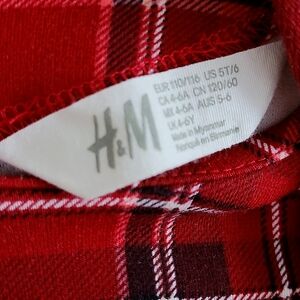 H&M
EUR 110/116 US 5T/6
CA 4-6A CN 120/60
MX 4-6A AUS 5-6
UK 4-6Y
Made in Myanmar
Fabriqué en Birmanie